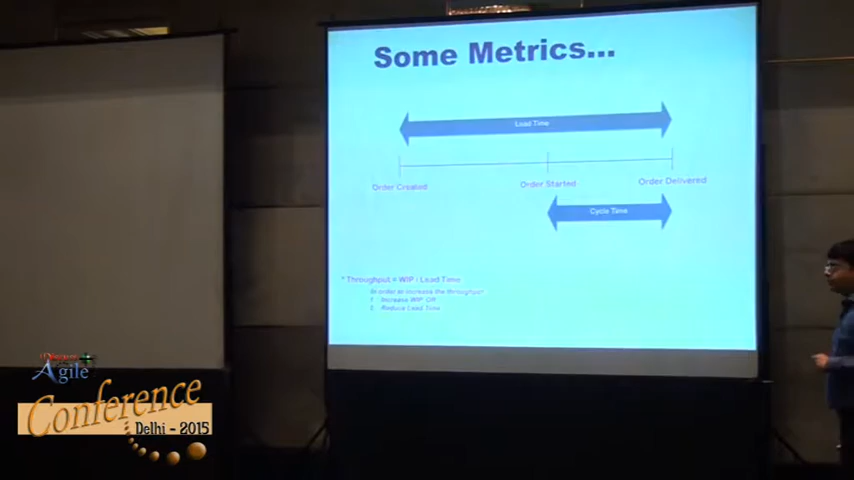 Some Metrics...
Lead Time
Order Created
Order Started
Order Delivered
Cycle Time
* Throughput = WIP / Lead Time
In order to increase the throughput
1. Increase WIP OR
2. Reduce Lead Time
Agile
Conference
Delhi - 2015